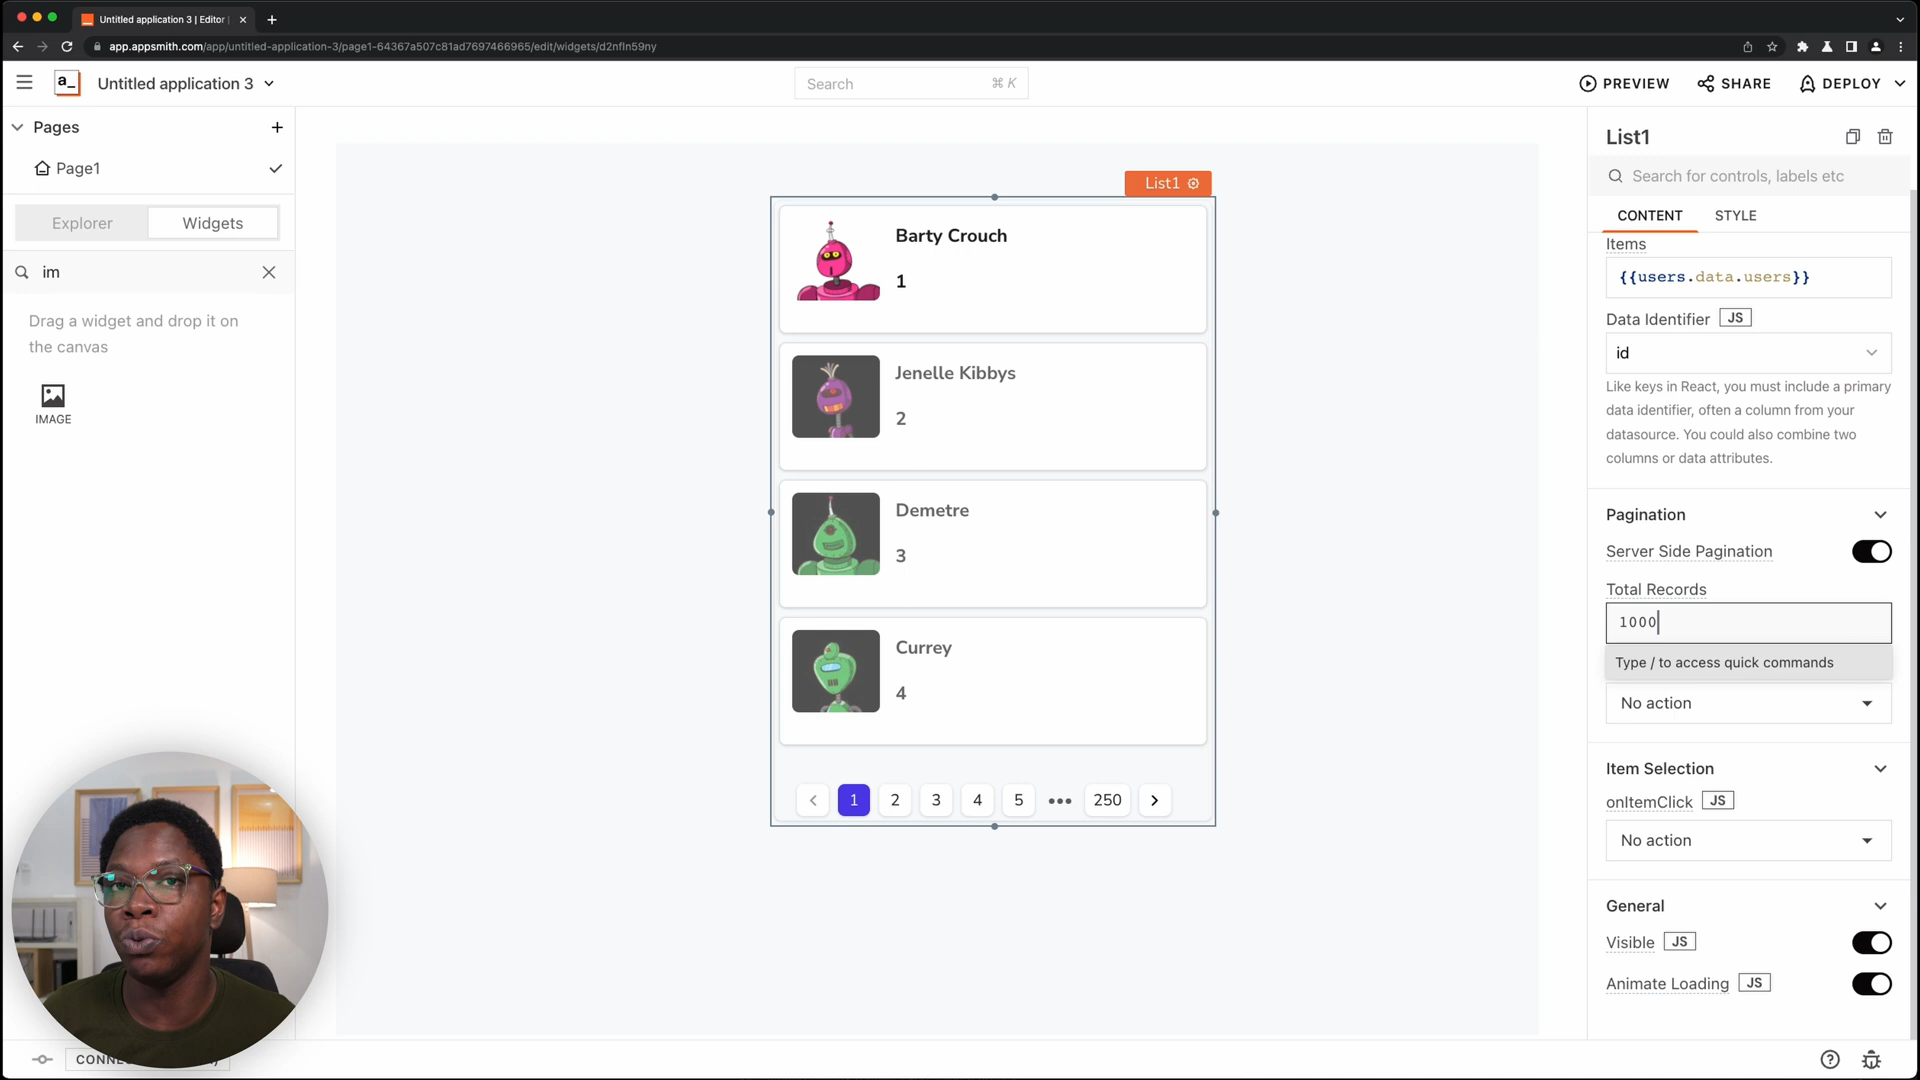 Untitled application 3 | Editor |
app.appsmith.com/app/untitled-application-3/page1-64367a507c81ad7697466965/edit/widgets/d2nfln59ny
a_
Untitled application 3
Search ⌘ K
PREVIEW
SHARE
DEPLOY
Pages
Page1
Explorer
Widgets
im
Drag a widget and drop it on
the canvas
IMAGE
List1
Barty Crouch
1
Jenelle Kibbys
2
Demetre
3
Currey
4
1 2 3 4 5 ••• 250
List1
Search for controls, labels etc
CONTENT
STYLE
Items
{{users.data.users}}
Data Identifier JS
id
Like keys in React, you must include a primary
data identifier, often a column from your
datasource. You could also combine two
columns or data attributes.
Pagination
Server Side Pagination
Total Records
1000
Type / to access quick commands
No action
Item Selection
onItemClick JS
No action
General
Visible JS
Animate Loading JS